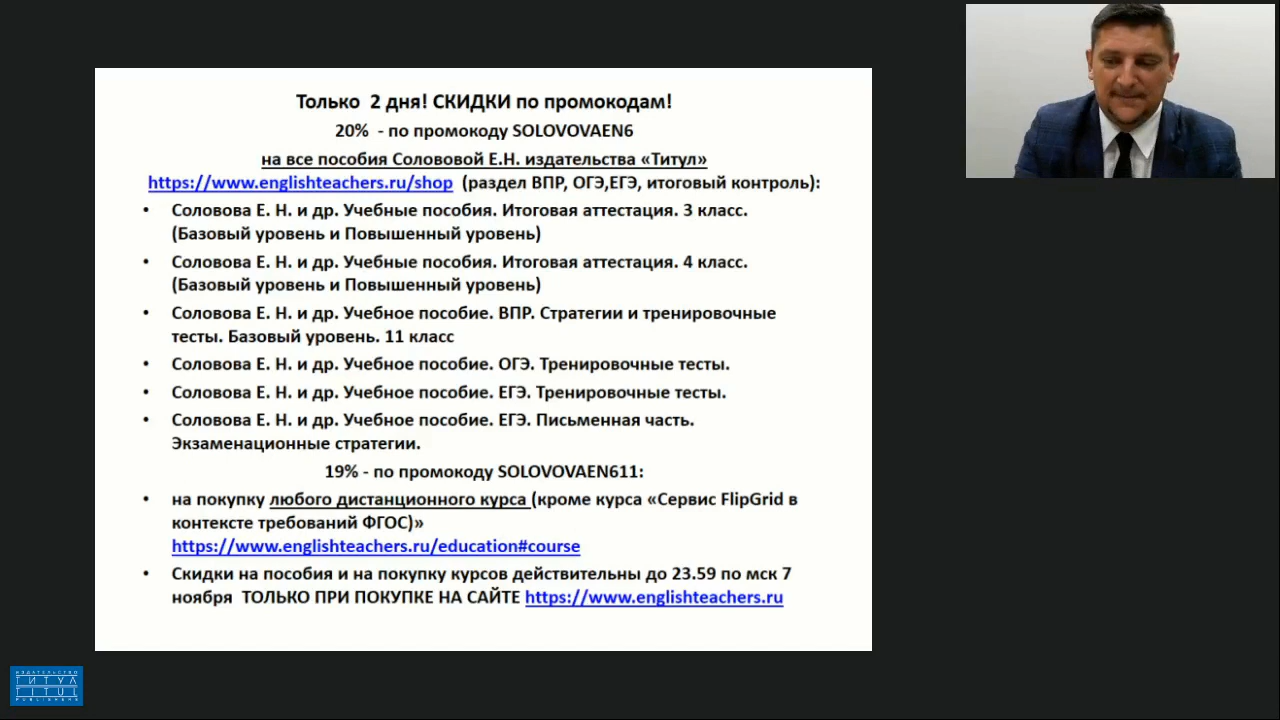 Только 2 дня! СКИДКИ по промокодам!
20% - по промокоду SOLOVOVAEN6
на все пособия Солововой Е.Н. издательства «Титул»
https://www.englishteachers.ru/shop (раздел ВПР, ОГЭ,ЕГЭ, итоговый контроль):
• Соловова Е. Н. и др. Учебные пособия. Итоговая аттестация. 3 класс.
(Базовый уровень и Повышенный уровень)
• Соловова Е. Н. и др. Учебные пособия. Итоговая аттестация. 4 класс.
(Базовый уровень и Повышенный уровень)
• Соловова Е. Н. и др. Учебное пособие. ВПР. Стратегии и тренировочные
тесты. Базовый уровень. 11 класс
• Соловова Е. Н. и др. Учебное пособие. ОГЭ. Тренировочные тесты.
• Соловова Е. Н. и др. Учебное пособие. ЕГЭ. Тренировочные тесты.
• Соловова Е. Н. и др. Учебное пособие. ЕГЭ. Письменная часть.
Экзаменационные стратегии.
19% - по промокоду SOLOVOVAEN611:
• на покупку любого дистанционного курса (кроме курса «Сервис FlipGrid в
контексте требований ФГОС)»
https://www.englishteachers.ru/education#course
• Скидки на пособия и на покупку курсов действительны до 23.59 по мск 7
ноября ТОЛЬКО ПРИ ПОКУПКЕ НА САЙТЕ https://www.englishteachers.ru
ИЗДАТЕЛЬСТВО
ТИТУЛ
TITUL
PUBLISHERS